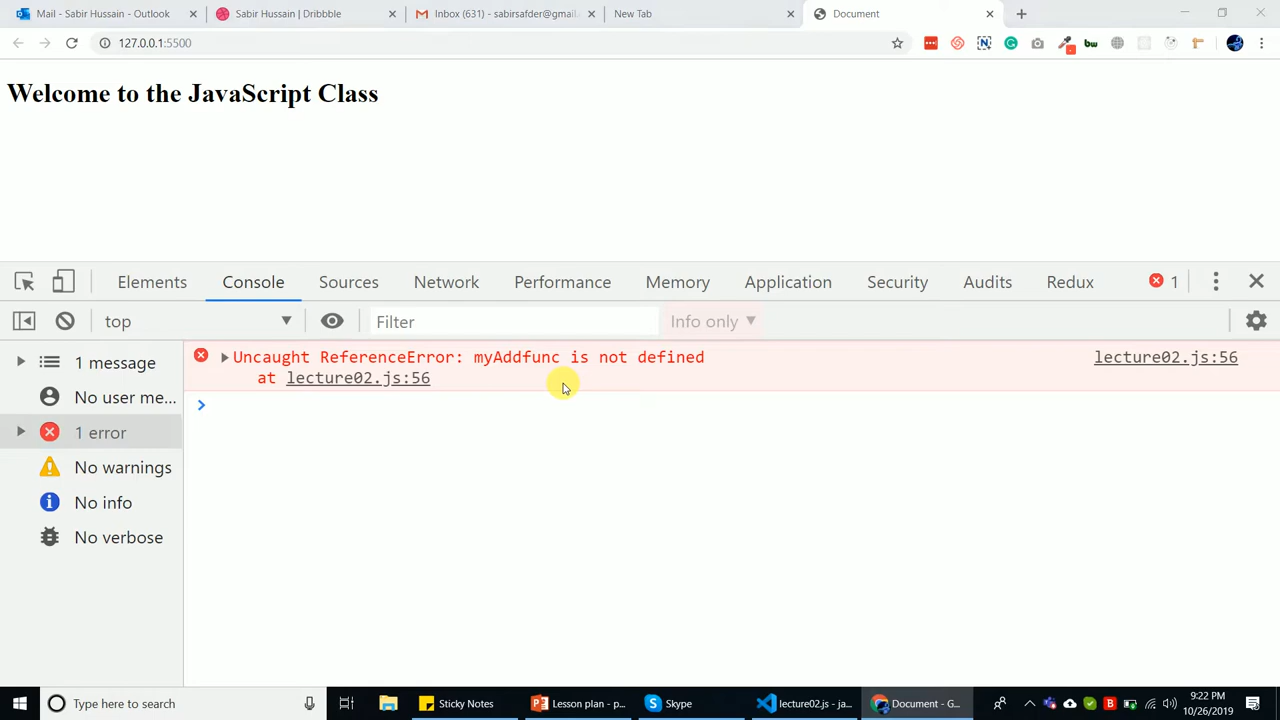 Mail - Sabir Hussain - Outlook
Sabir Hussain | Dribbble
Inbox (631) - sabirsafder@gmail.
New Tab
Document
127.0.0.1:5500
bw
Welcome to the JavaScript Class
Elements
Console
Sources
Network
Performance
Memory
Application
Security
Audits
Redux
1
top
Filter
Info only
1 message
Uncaught ReferenceError: myAddfunc is not defined
lecture02.js:56
at lecture02.js:56
No user me...
1 error
No warnings
No info
No verbose
Type here to search
Sticky Notes
Lesson plan - p...
Skype
lecture02.js - ja...
Document - G...
9:22 PM
10/26/2019